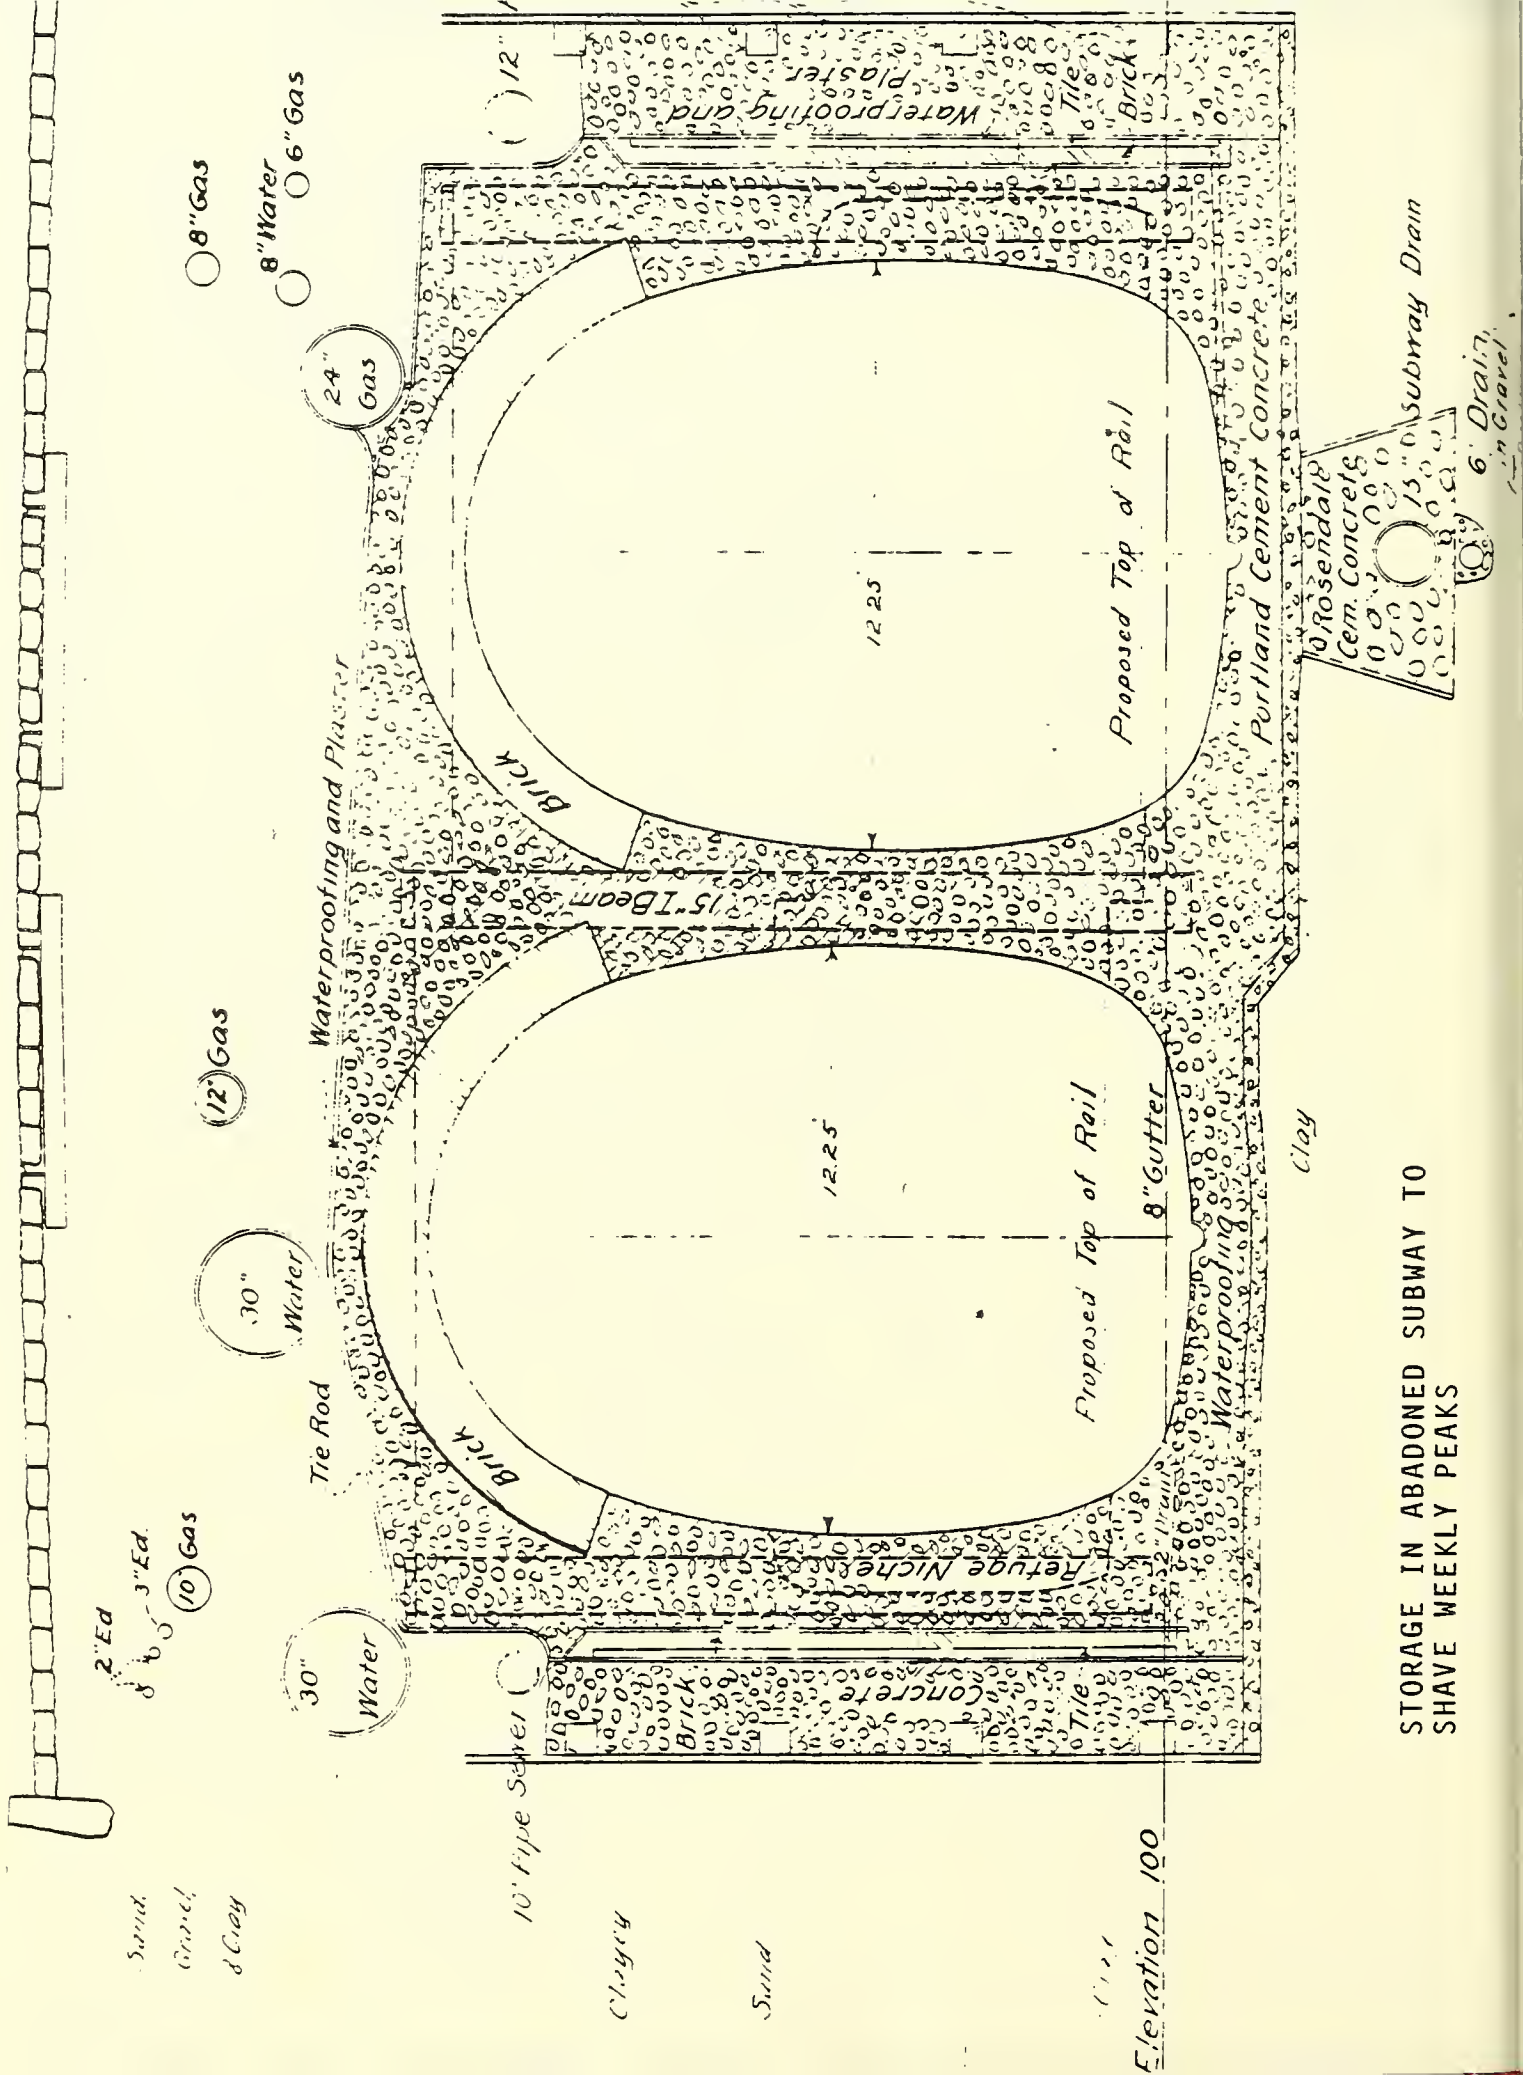 2"Ed
3"Ed.
10" Gas
30"
Water
30"
Water
12" Gas
8" Gas
8" Water
6" Gas
24"
Gas
12"
Tie Rod
Waterproofing and Plaster
10" Pipe Sewer
Sand
Gravel
& Clay
Clayey
Sand
Elevation 100
Brick
Concrete
Tile
Refuge Niche
Brick
12.25
Proposed Top of Rail
8" Gutter
Waterproofing
15" I Beam
Brick
12.25
Proposed Top of Rail
Portland Cement Concrete
Waterproofing and
Plaster
Tile
Brick
Clay
Rosendale
Cem. Concrete
15"
Subway Drain
6" Drain,
in Gravel
STORAGE IN ABADONED SUBWAY TO
SHAVE WEEKLY PEAKS